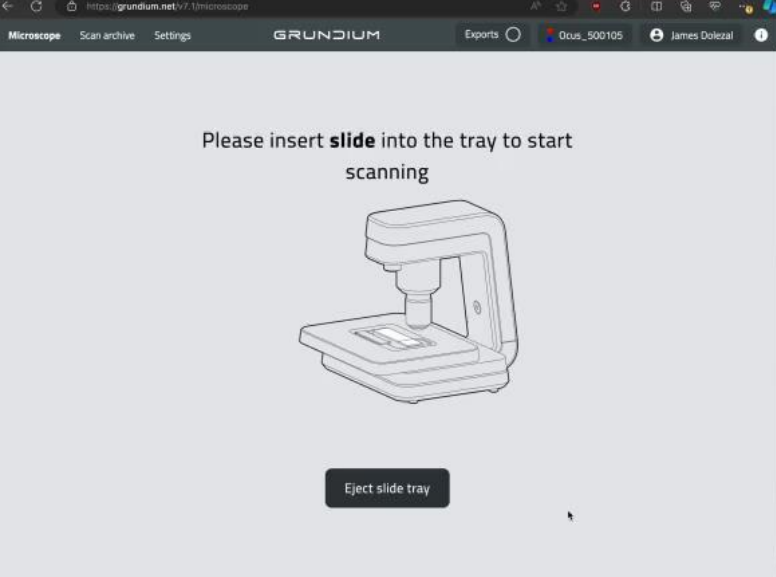 https://grundium.net/v7.1/microscope
Microscope Scan archive Settings GRUNDIUM Exports Ocus_500105 James Dolezal
Please insert slide into the tray to start
scanning
Eject slide tray